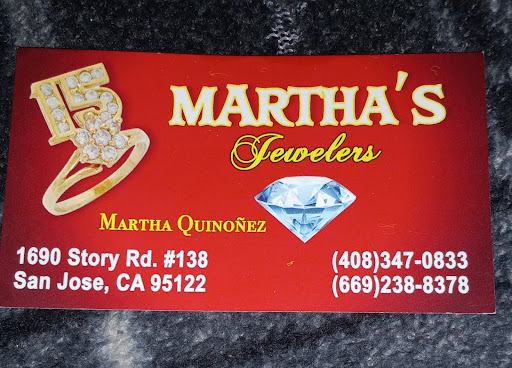 15
MARTHA'S
Jewelers
MARTHA QUINOÑEZ
1690 Story Rd. #138
San Jose, CA 95122
(408)347-0833
(669)238-8378